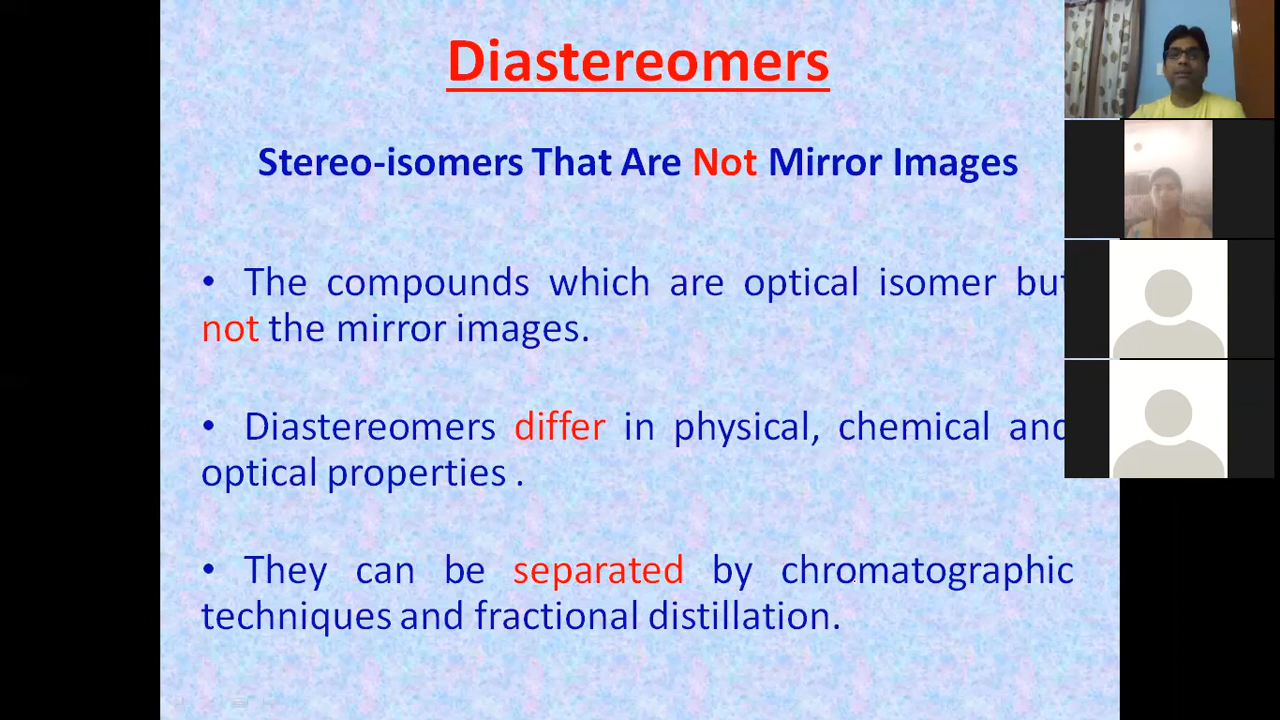 Diastereomers
Stereo-isomers That Are Not Mirror Images
• The compounds which are optical isomer but
not the mirror images.
• Diastereomers differ in physical, chemical and
optical properties .
• They can be separated by chromatographic
techniques and fractional distillation.